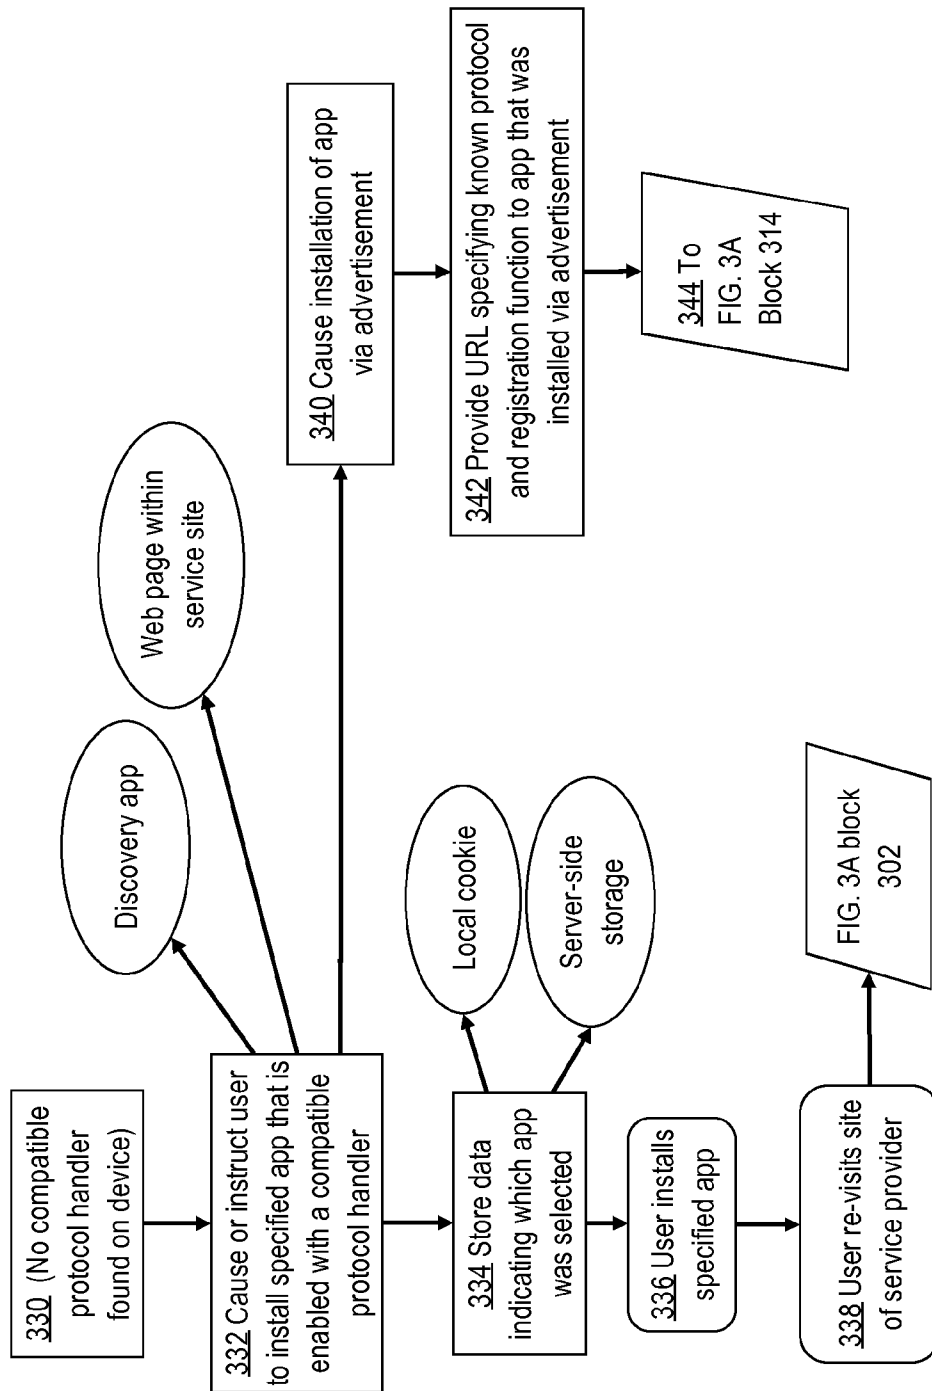 330 (No compatible
protocol handler
found on device)
332 Cause or instruct user
to install specified app that is
enabled with a compatible
protocol handler
Discovery app
Web page within
service site
334 Store data
indicating which app
was selected
Local cookie
Server-side
storage
336 User installs
specified app
338 User re-visits site
of service provider
FIG. 3A block
302
340 Cause installation of app
via advertisement
342 Provide URL specifying known protocol
and registration function to app that was
installed via advertisement
344 To
FIG. 3A
Block 314